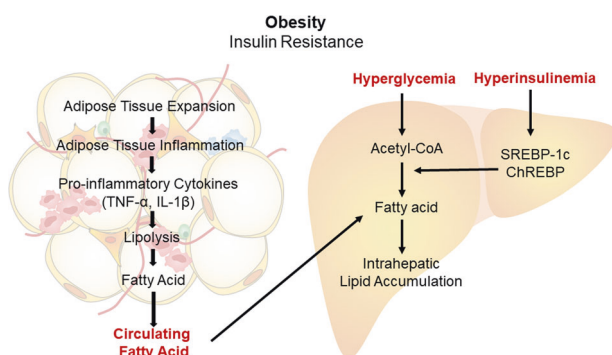 Obesity
Insulin Resistance
Adipose Tissue Expansion
Adipose Tissue Inflammation
Pro-inflammatory Cytokines
(TNF-α, IL-1β)
Lipolysis
Fatty Acid
Circulating
Fatty Acid
Hyperglycemia
Hyperinsulinemia
Acetyl-CoA
SREBP-1c
ChREBP
Fatty acid
Intrahepatic
Lipid Accumulation